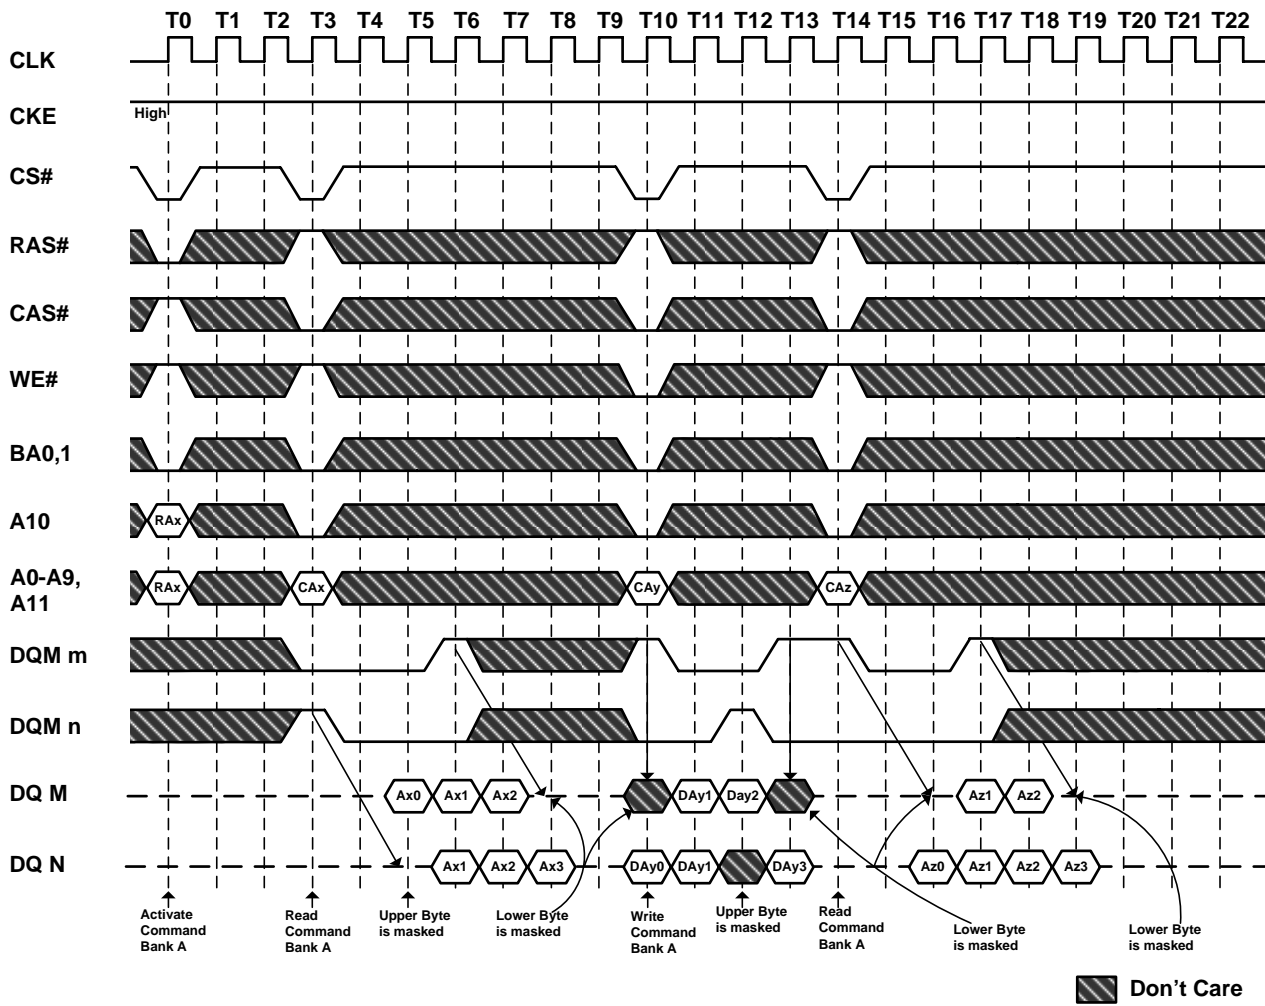 T0 T1 T2 T3 T4 T5 T6 T7 T8 T9 T10 T11 T12 T13 T14 T15 T16 T17 T18 T19 T20 T21 T22
CLK
CKE
High
CS#
RAS#
CAS#
WE#
BA0,1
A10
RAx
A0-A9,
A11
RAx CAx CAy CAz
DQM m
DQM n
DQ M
Ax0 Ax1 Ax2 DAy1 Day2 Az1 Az2
DQ N
Ax1 Ax2 Ax3 DAy0 DAy1 DAy3 Az0 Az1 Az2 Az3
Activate
Command
Bank A
Read
Command
Bank A
Upper Byte
is masked
Lower Byte
is masked
Write
Command
Bank A
Upper Byte
is masked
Read
Command
Bank A
Lower Byte
is masked
Lower Byte
is masked
Don't Care